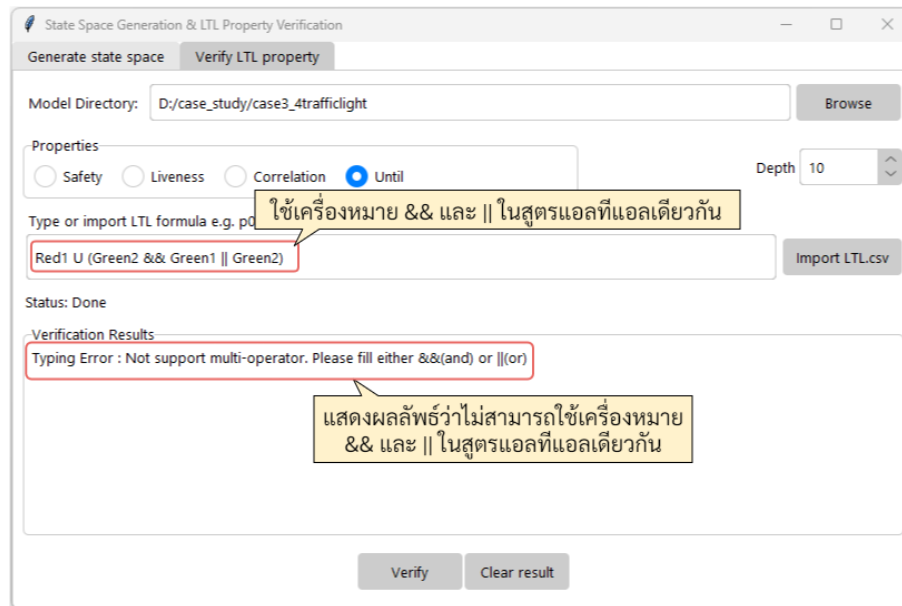 State Space Generation & LTL Property Verification
Generate state space
Verify LTL property
Model Directory:
D:/case_study/case3_4trafficlight
Browse
Properties
Safety
Liveness
Correlation
Until
Depth
10
ใช้เครื่องหมาย && และ || ในสูตรแอลทีแอลเดียวกัน
Type or import LTL formula e.g. p0
Red1 U (Green2 && Green1 || Green2)
Import LTL.csv
Status: Done
Verification Results
Typing Error : Not support multi-operator. Please fill either &&(and) or ||(or)
แสดงผลลัพธ์ว่าไม่สามารถใช้เครื่องหมาย
&& และ || ในสูตรแอลทีแอลเดียวกัน
Verify
Clear result